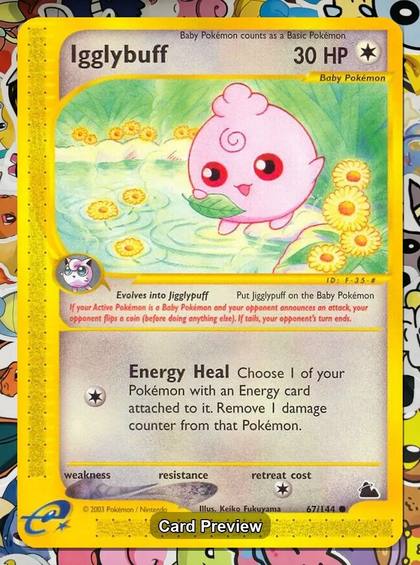 Baby Pokémon counts as a Basic Pokémon
Igglybuff 30 HP
Baby Pokémon
ID: F-35-#
Evolves into Jigglypuff Put Jigglypuff on the Baby Pokémon
If your Active Pokémon is a Baby Pokémon and your opponent announces an attack, your
opponent flips a coin (before doing anything else). If tails, your opponent's turn ends.
Energy Heal Choose 1 of your
Pokémon with an Energy card
attached to it. Remove 1 damage
counter from that Pokémon.
weakness resistance retreat cost
© 2003 Pokémon / Nintendo Illus. Keiko Fukuyama 67/144
e
Card Preview